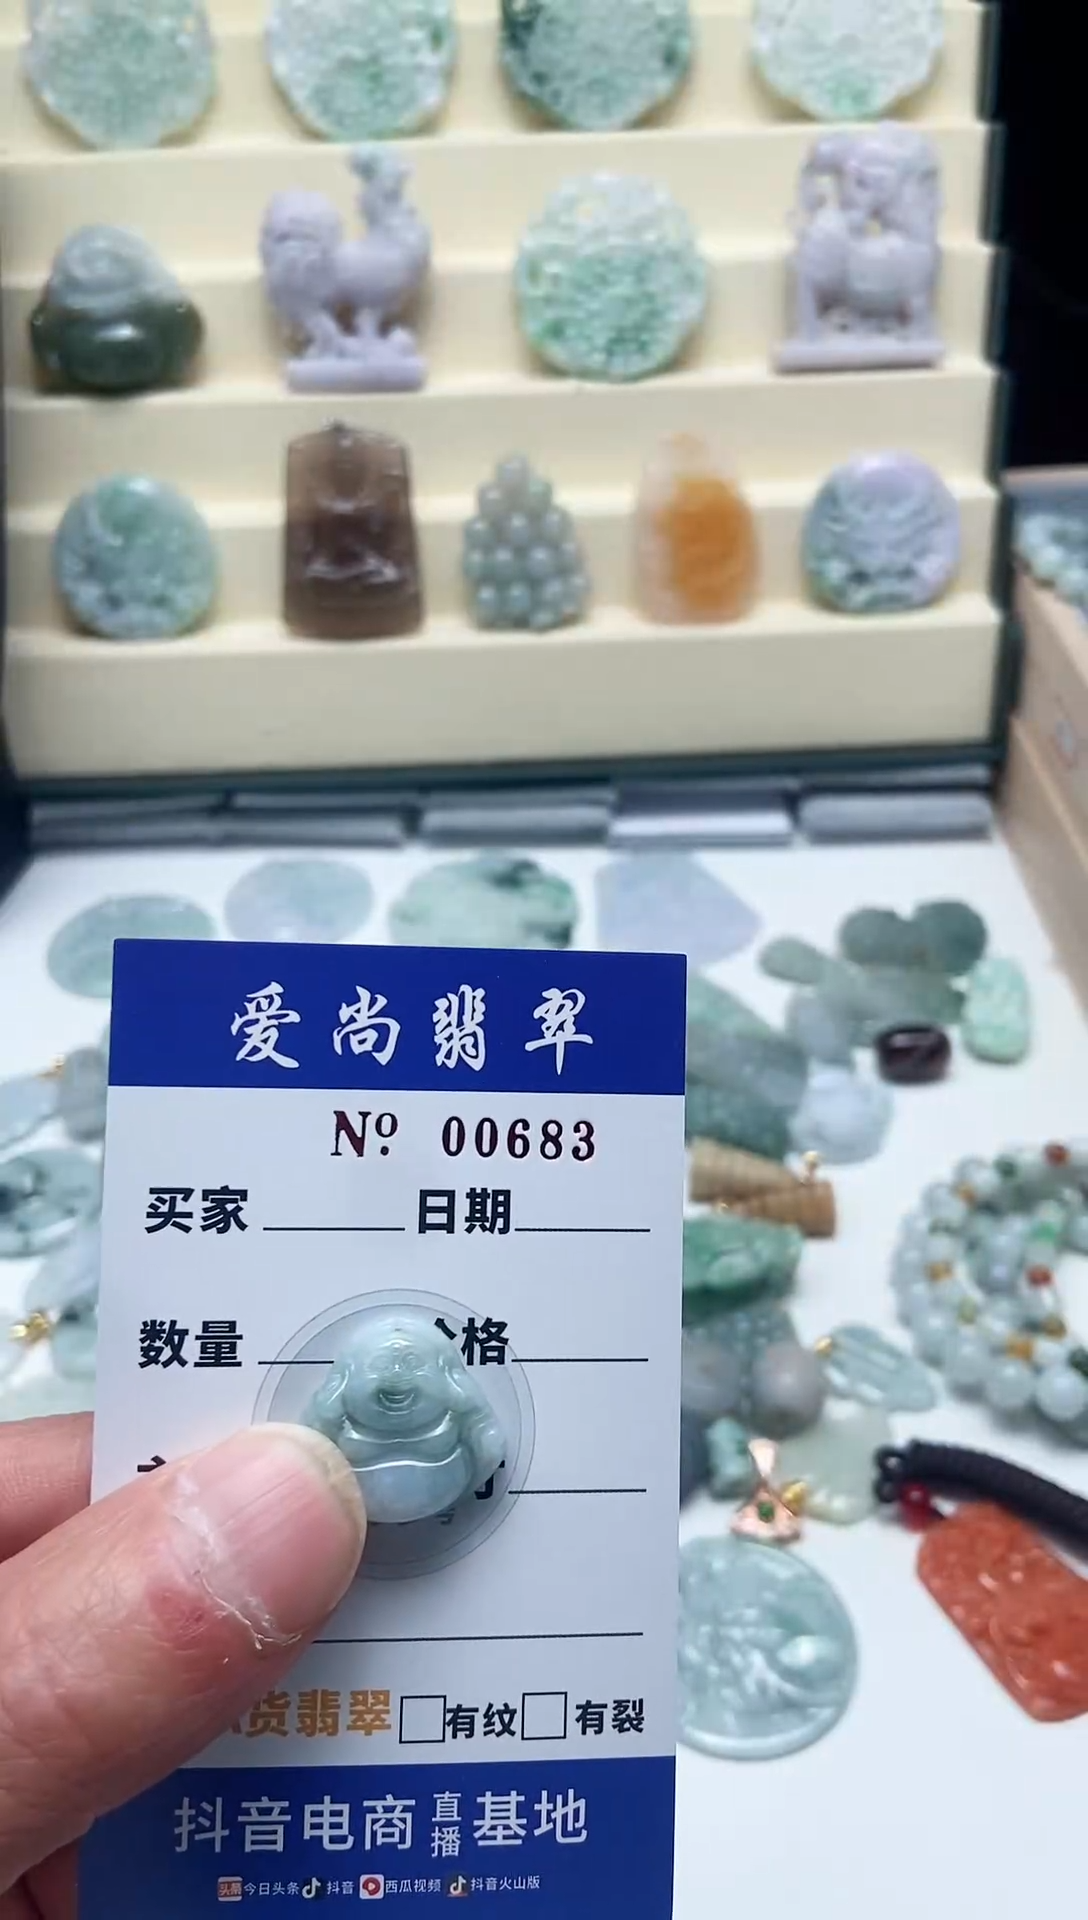 爱尚翡翠
No. 00683
买家 日期
数量 格
货翡翠 有纹 有裂
抖音电商直播基地
头条 今日头条 抖音 西瓜视频 抖音火山版